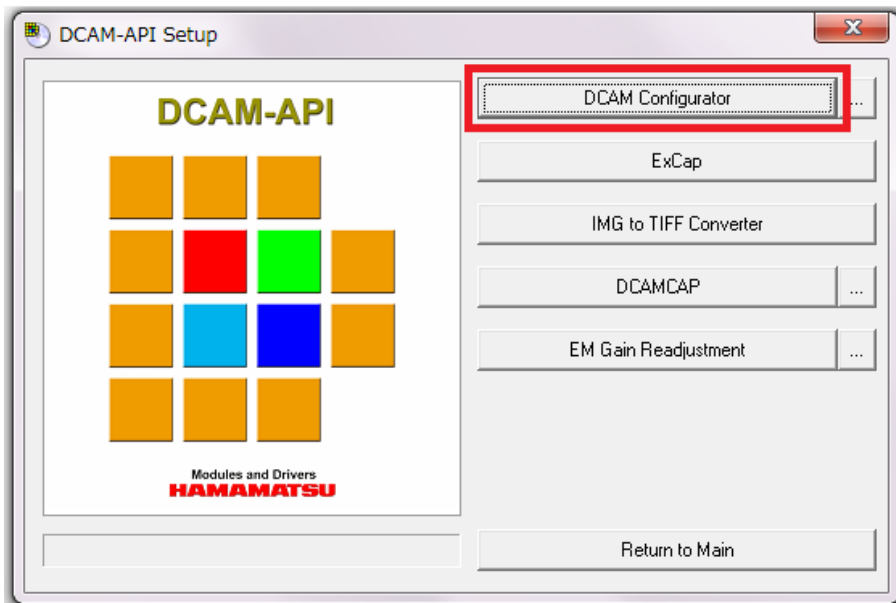 DCAM-API Setup
DCAM-API
Modules and Drivers
HAMAMATSU
DCAM Configurator
...
ExCap
IMG to TIFF Converter
DCAMCAP
...
EM Gain Readjustment
...
Return to Main